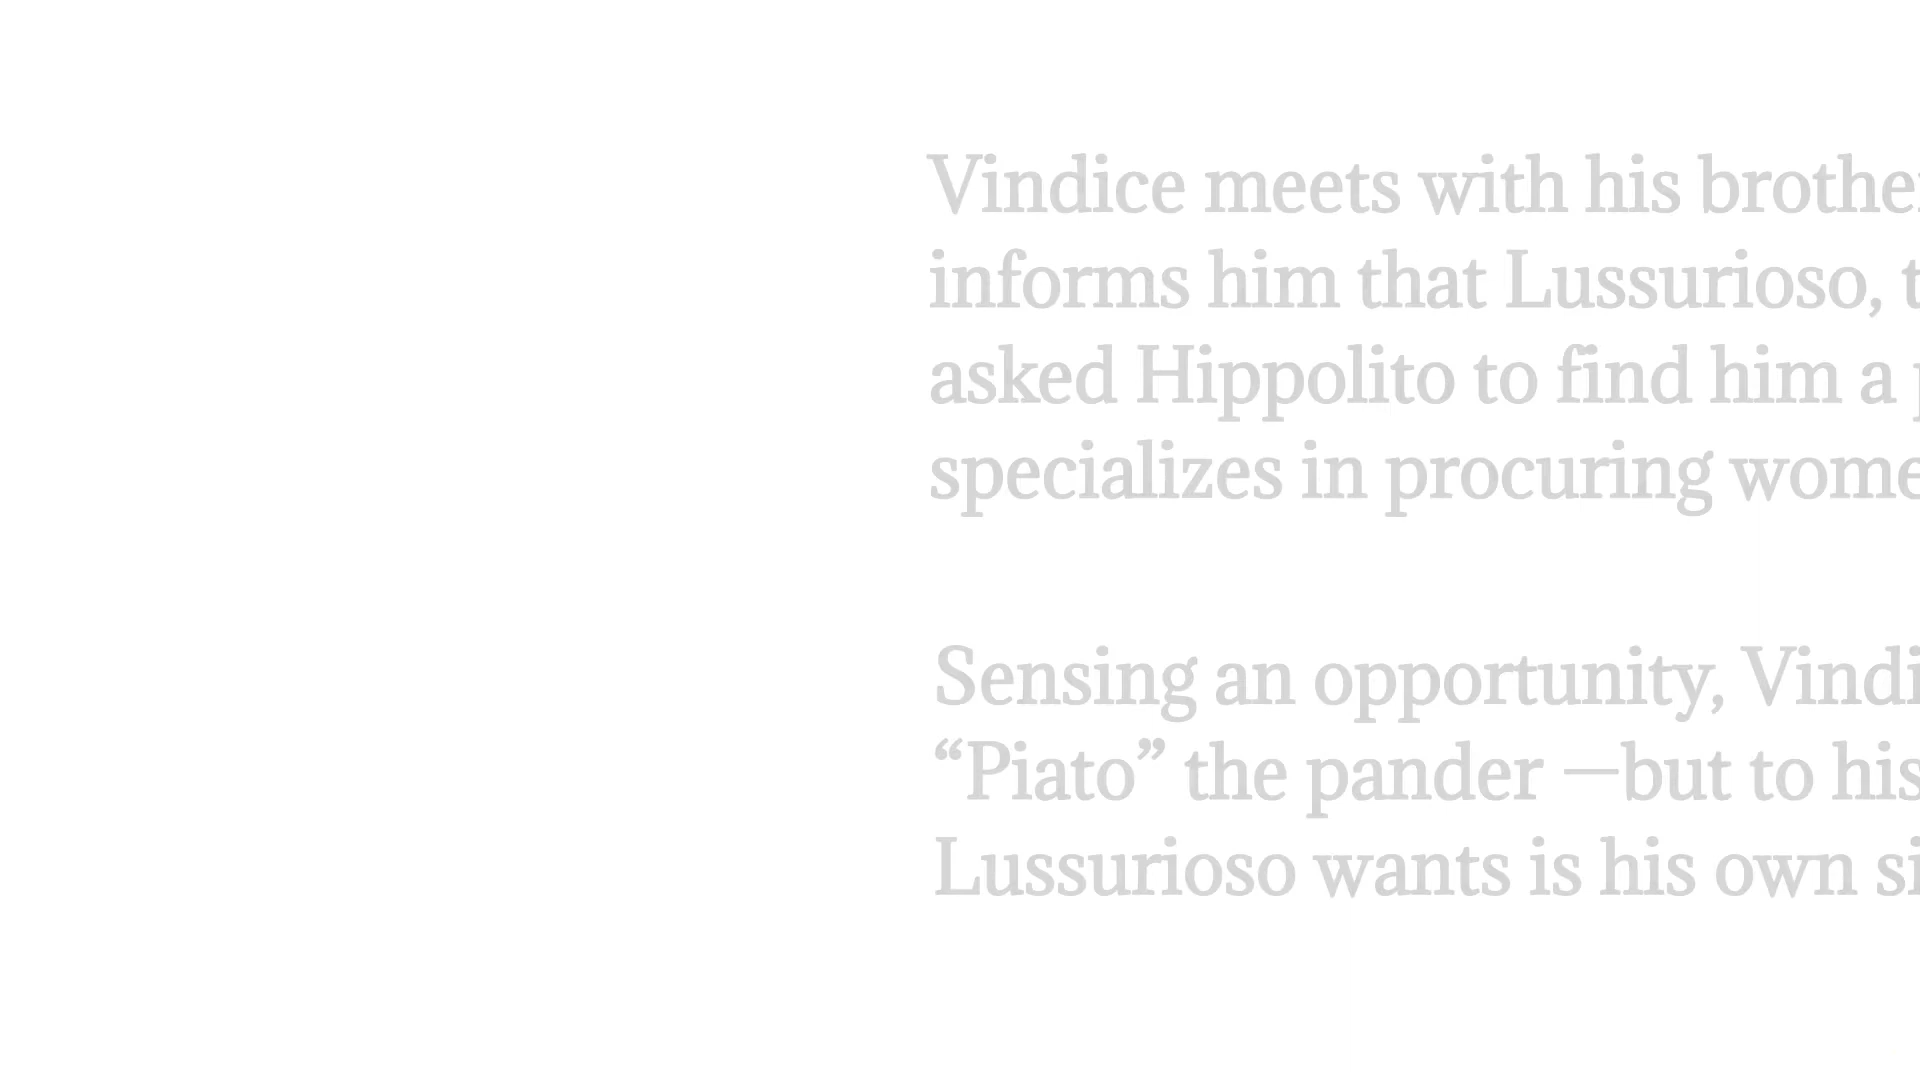 Vindice meets with his brothe
informs him that Lussurioso,
asked Hippolito to find him a
specializes in procuring wome
Sensing an opportunity, Vindi
“Piato” the pander —but to his
Lussurioso wants is his own si